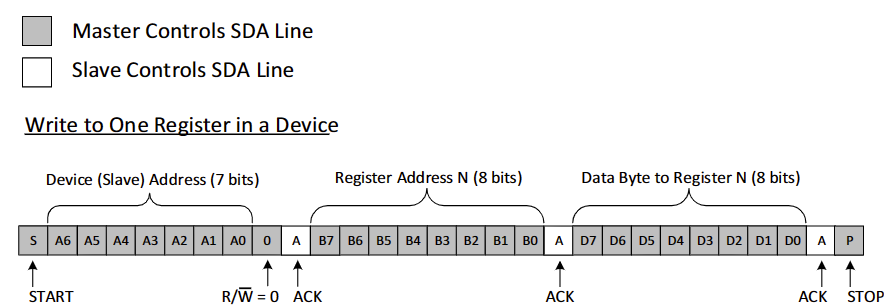 Master Controls SDA Line
Slave Controls SDA Line
Write to One Register in a Device
Device (Slave) Address (7 bits) Register Address N (8 bits) Data Byte to Register N (8 bits)
S A6 A5 A4 A3 A2 A1 A0 0 A B7 B6 B5 B4 B3 B2 B1 B0 A D7 D6 D5 D4 D3 D2 D1 D0 A P
START R/W̅ = 0 ACK ACK ACK STOP